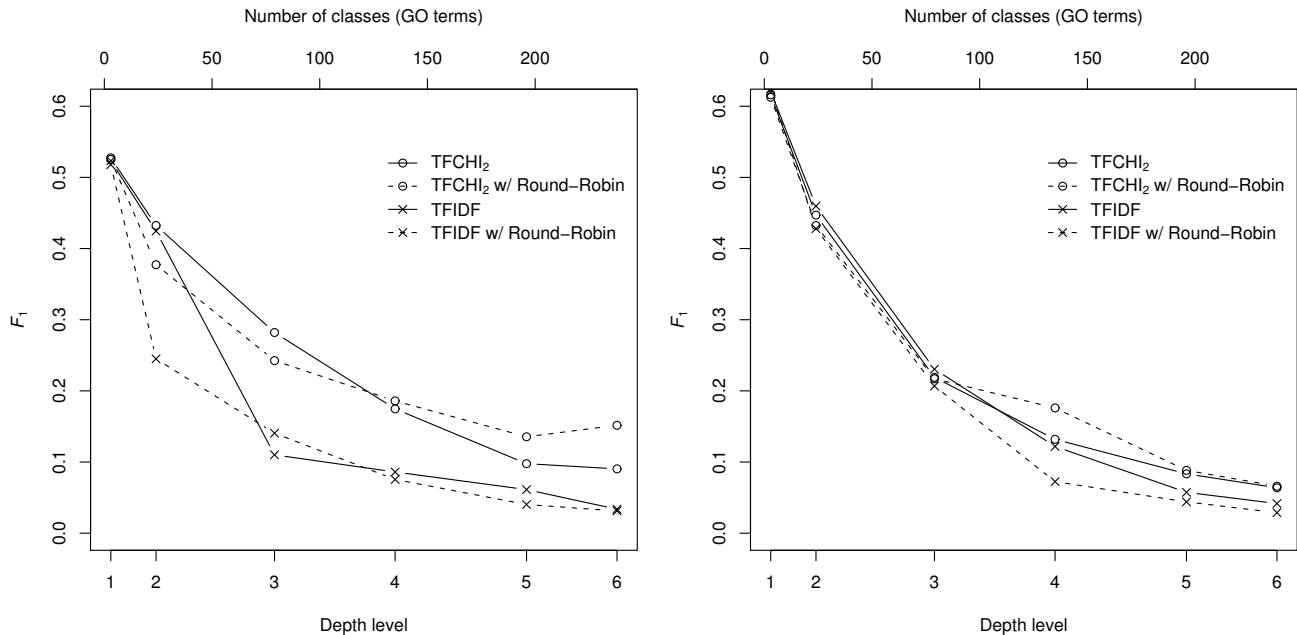 Number of classes (GO terms)
0 50 100 150 200
0.6
0.5
0.4
0.3
0.2
0.1
0.0
F₁
TFCHI₂
TFCHI₂ w/ Round−Robin
TFIDF
TFIDF w/ Round−Robin
1 2 3 4 5 6
Depth level
Number of classes (GO terms)
0 50 100 150 200
0.6
0.5
0.4
0.3
0.2
0.1
0.0
F₁
TFCHI₂
TFCHI₂ w/ Round−Robin
TFIDF
TFIDF w/ Round−Robin
1 2 3 4 5 6
Depth level